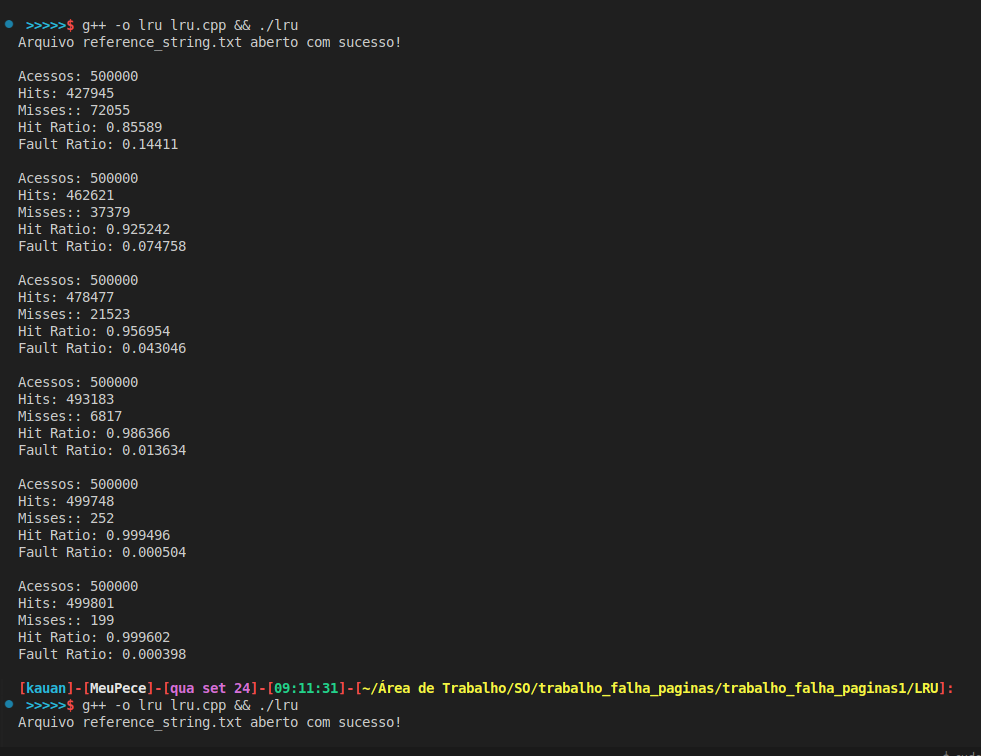 >>>>>$ g++ -o lru lru.cpp && ./lru
Arquivo reference_string.txt aberto com sucesso!
Acessos: 500000
Hits: 427945
Misses:: 72055
Hit Ratio: 0.85589
Fault Ratio: 0.14411
Acessos: 500000
Hits: 462621
Misses:: 37379
Hit Ratio: 0.925242
Fault Ratio: 0.074758
Acessos: 500000
Hits: 478477
Misses:: 21523
Hit Ratio: 0.956954
Fault Ratio: 0.043046
Acessos: 500000
Hits: 493183
Misses:: 6817
Hit Ratio: 0.986366
Fault Ratio: 0.013634
Acessos: 500000
Hits: 499748
Misses:: 252
Hit Ratio: 0.999496
Fault Ratio: 0.000504
Acessos: 500000
Hits: 499801
Misses:: 199
Hit Ratio: 0.999602
Fault Ratio: 0.000398
[kauan]-[MeuPece]-[qua set 24]-[09:11:31]-[~/Área de Trabalho/SO/trabalho_falha_paginas/trabalho_falha_paginas1/LRU]:
>>>>>$ g++ -o lru lru.cpp && ./lru
Arquivo reference_string.txt aberto com sucesso!